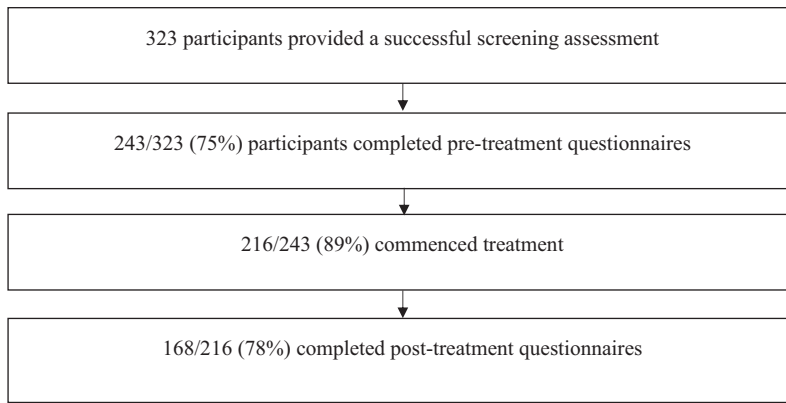 323 participants provided a successful screening assessment
243/323 (75%) participants completed pre-treatment questionnaires
216/243 (89%) commenced treatment
168/216 (78%) completed post-treatment questionnaires